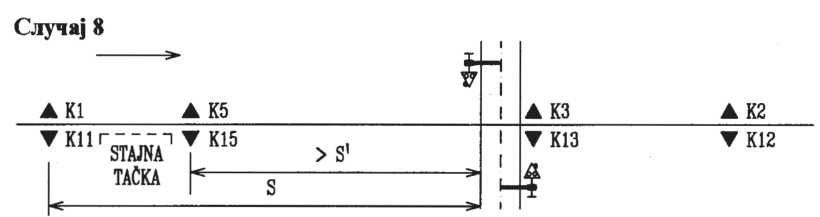 Случај 8
K1 K5 K3 K2
K11 K15 K13 K12
STAJNA
TAČKA
> S'
S